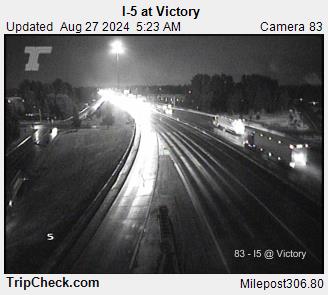 I-5 at Victory
Updated Aug 27 2024 5:23 AM Camera 83
T
S
83 - I5 @ Victory
TripCheck.com Milepost306.80